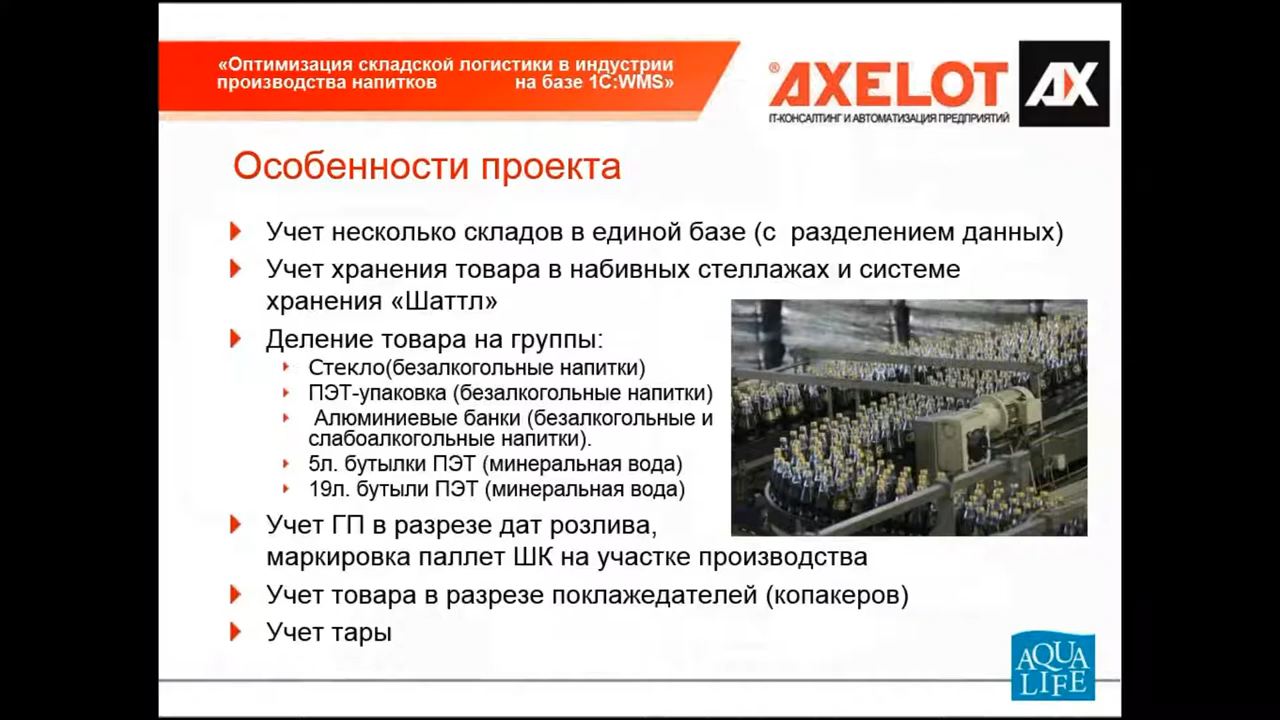 «Оптимизация складской логистики в индустрии
производства напитков на базе 1С:WMS»
®AXELOT AX
IT-КОНСАЛТИНГ И АВТОМАТИЗАЦИЯ ПРЕДПРИЯТИЙ
Особенности проекта
Учет несколько складов в единой базе (с разделением данных)
Учет хранения товара в набивных стеллажах и системе
хранения «Шаттл»
Деление товара на группы:
Стекло(безалкогольные напитки)
ПЭТ-упаковка (безалкогольные напитки)
Алюминиевые банки (безалкогольные и
слабоалкогольные напитки).
5л. бутылки ПЭТ (минеральная вода)
19л. бутыли ПЭТ (минеральная вода)
Учет ГП в разрезе дат розлива,
маркировка паллет ШК на участке производства
Учет товара в разрезе поклажедателей (копакеров)
Учет тары
AQUA
LIFE